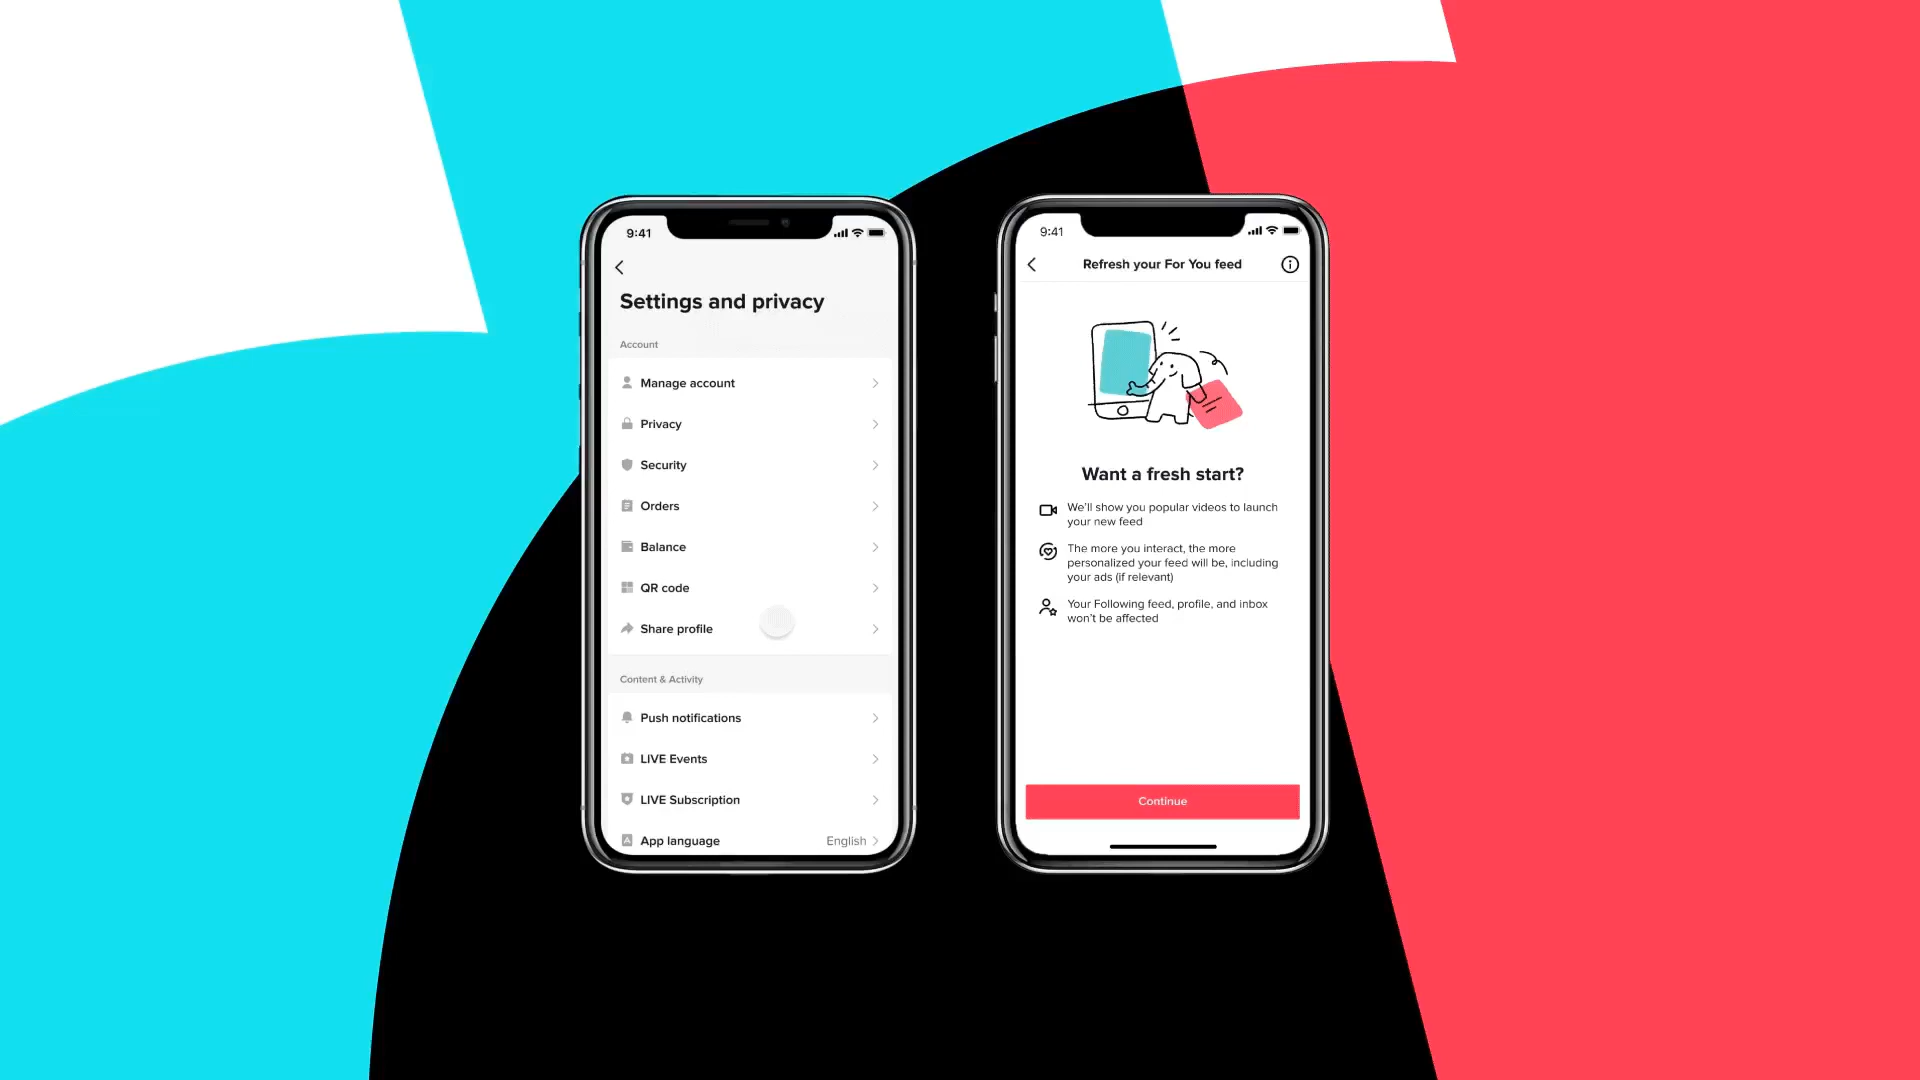 9:41
Settings and privacy
Account
Manage account
Privacy
Security
Orders
Balance
QR code
Share profile
Content & Activity
Push notifications
LIVE Events
LIVE Subscription
App language English
9:41
Refresh your For You feed
Want a fresh start?
We'll show you popular videos to launch
your new feed
The more you interact, the more
personalized your feed will be, including
your ads (if relevant)
Your Following feed, profile, and inbox
won't be affected
Continue